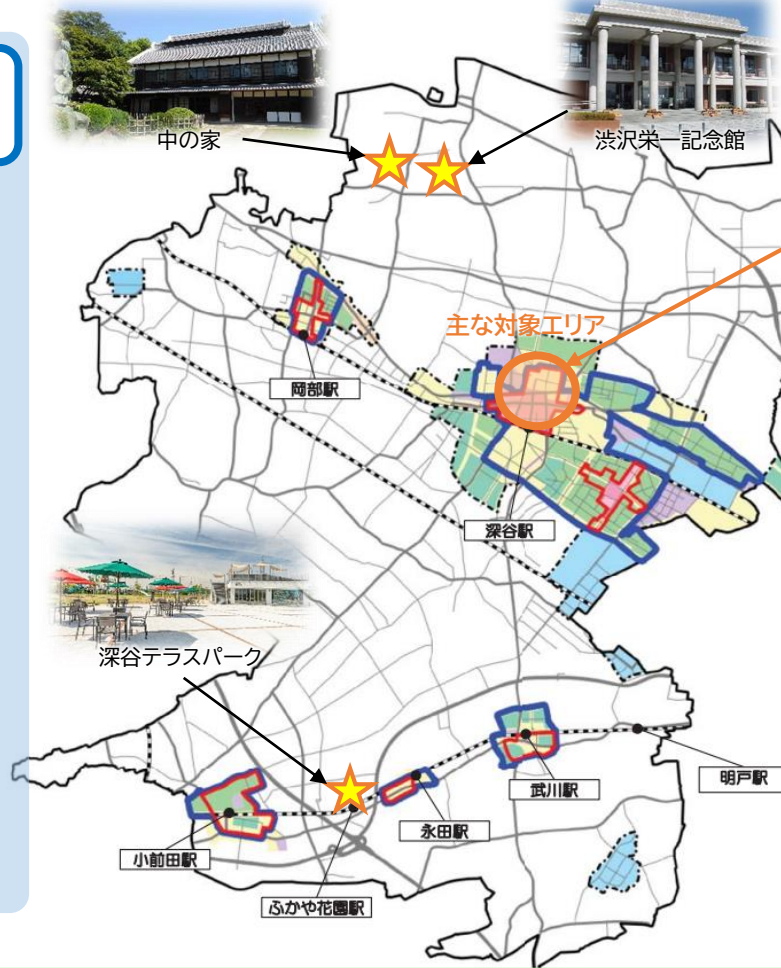 中の家
渋沢栄一記念館
主な対象エリア
岡部駅
深谷駅
深谷テラスパーク
明戸駅
武川駅
永田駅
小前田駅
ふかや花園駅